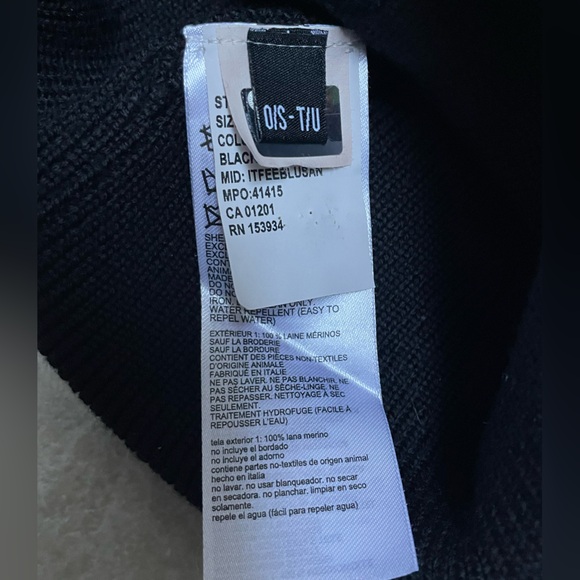 O/S - T/U
ST
SIZ
COL
BLAC
MID: ITFEEBLUSAN
MPO:41415
CA 01201
RN 153934
SHE
EXC
EXC
CON
ANIM
MADE
DO NO
DO NO
IRON. ONLY.
WATER REPELLENT (EASY TO
REPEL WATER)
EXTÉRIEUR 1: 100 % LAINE MÉRINOS
SAUF LA BRODERIE
SAUF LA BORDURE
CONTIENT DES PIÈCES NON-TEXTILES
D'ORIGINE ANIMALE
FABRIQUÉ EN ITALIE
NE PAS LAVER. NE PAS BLANCHIR. NE
PAS SÉCHER AU SÈCHE-LINGE. NE
PAS REPASSER. NETTOYAGE À SEC
SEULEMENT.
TRAITEMENT HYDROFUGE (FACILE À
REPOUSSER L'EAU)
tela exterior 1: 100% lana merino
no incluye el bordado
no incluye el adorno
contiene partes no-textiles de origen animal
hecho en italia
no lavar. no usar blanqueador. no secar
en secadora. no planchar. limpiar en seco
solamente.
repele el agua (fácil para repeler agua)